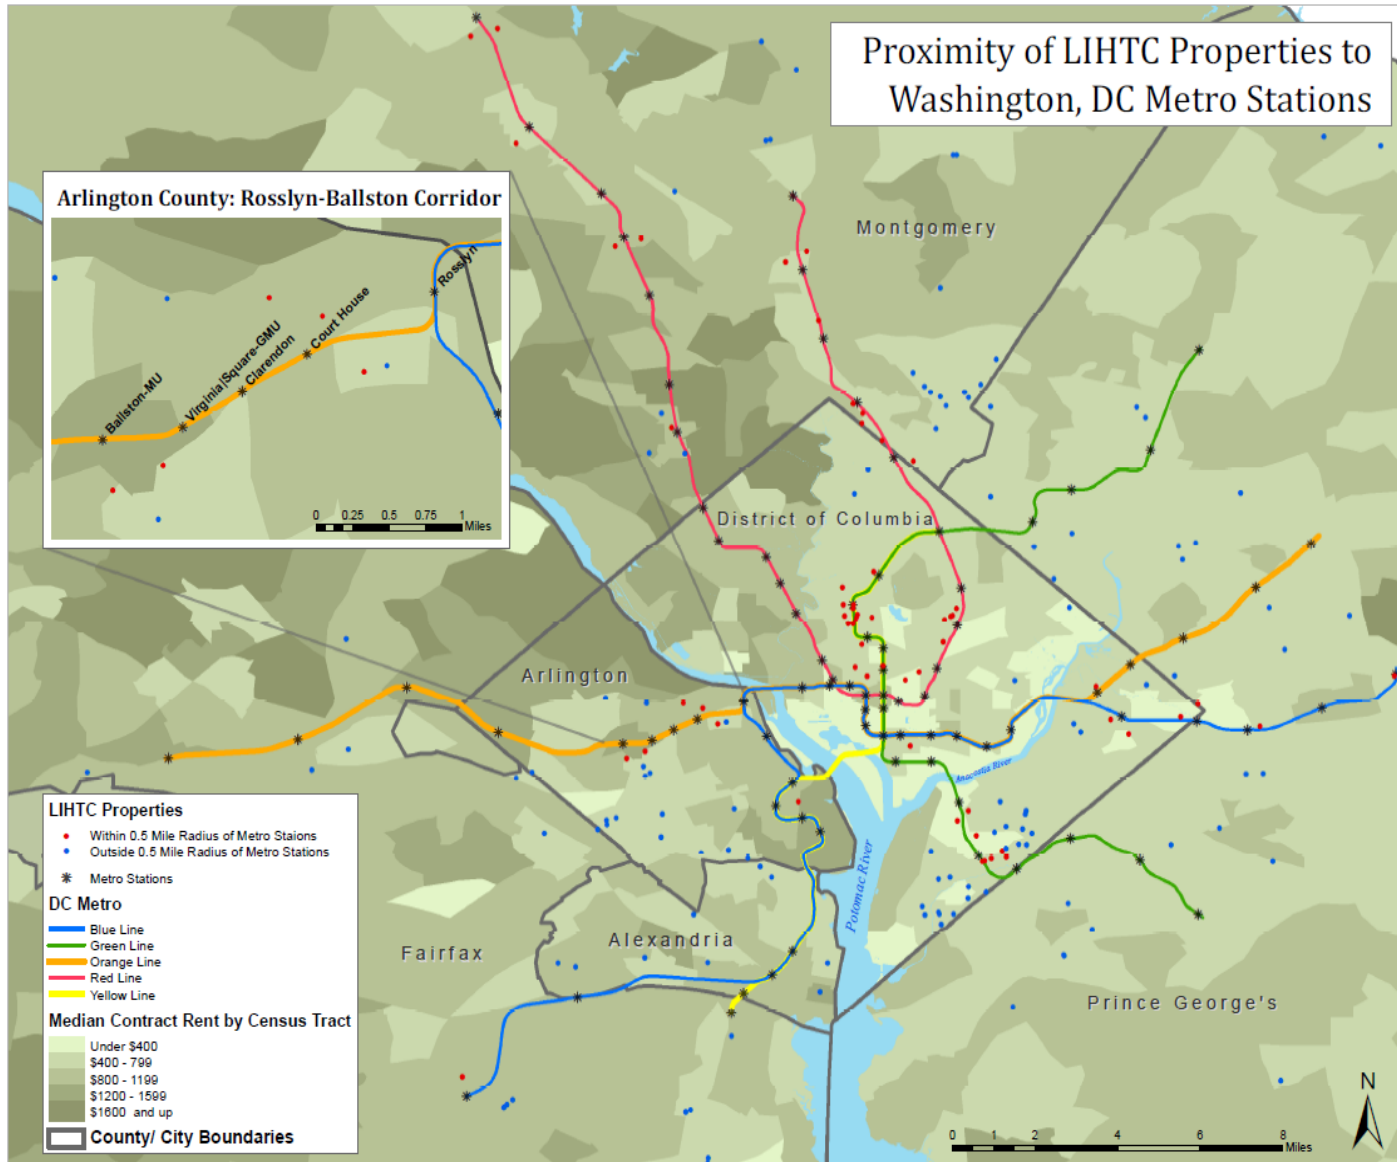 Proximity of LIHTC Properties to
Washington, DC Metro Stations
Arlington County: Rosslyn-Ballston Corridor
Rosslyn
Court House
Clarendon
Virginia|Square-GMU
Ballston-MU
0 0.25 0.5 0.75 1
Miles
Montgomery
District of Columbia
Arlington
Anacostia River
Potomac River
Alexandria
Fairfax
Prince George's
LIHTC Properties
Within 0.5 Mile Radius of Metro Staions
Outside 0.5 Mile Radius of Metro Stations
Metro Stations
DC Metro
Blue Line
Green Line
Orange Line
Red Line
Yellow Line
Median Contract Rent by Census Tract
Under $400
$400 - 799
$800 - 1199
$1200 - 1599
$1600 and up
County/ City Boundaries
N
0 1 2 4 6 8
Miles